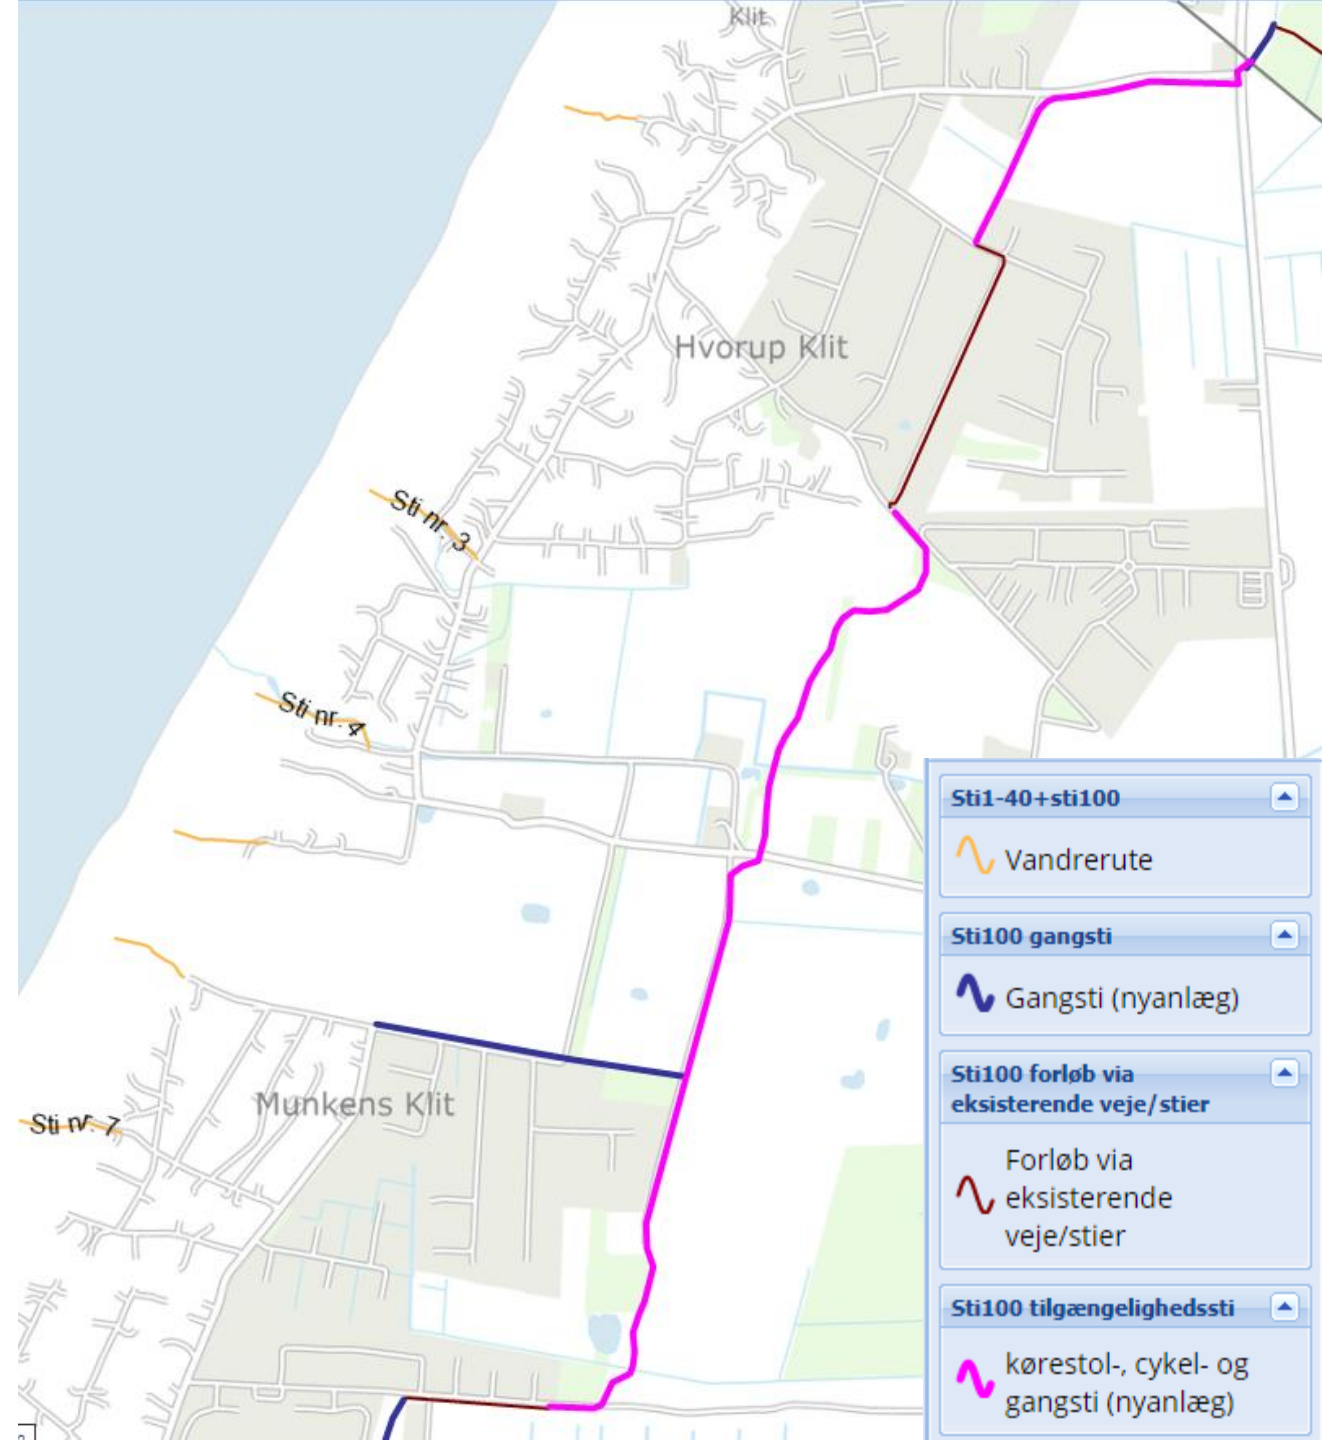 Klit
Hvorup Klit
Sti nr. 3
Sti nr. 4
Munkens Klit
Sti nr. 7
Sti1-40+sti100
Vandrerute
Sti100 gangsti
Gangsti (nyanlæg)
Sti100 forløb via
eksisterende veje/stier
Forløb via
eksisterende
veje/stier
Sti100 tilgængelighedssti
kørestol-, cykel- og
gangsti (nyanlæg)